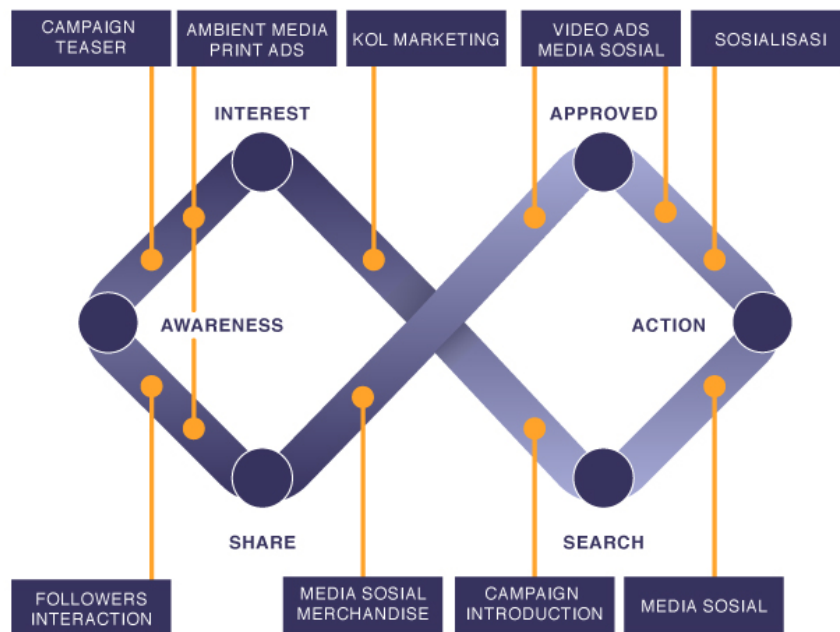 CAMPAIGN
TEASER
AMBIENT MEDIA
PRINT ADS
KOL MARKETING
VIDEO ADS
MEDIA SOSIAL
SOSIALISASI
INTEREST
APPROVED
AWARENESS
ACTION
SHARE
SEARCH
FOLLOWERS
INTERACTION
MEDIA SOSIAL
MERCHANDISE
CAMPAIGN
INTRODUCTION
MEDIA SOSIAL